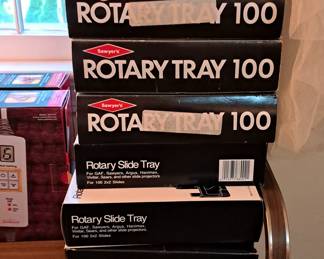 ROTARY TRAY 100
Sawyer's
ROTARY TRAY 100
Sawyer's
ROTARY TRAY 100
Rotary Slide Tray
For GAF, Sawyers, Argus, Hanimex,
Vivitar, Sears, and other slide projectors
For 100 2x2 Slides
Rotary Slide Tray
For GAF, Sawyers, Argus, Hanimex,
Vivitar, Sears, and other slide projectors
For 100 2x2 Slides